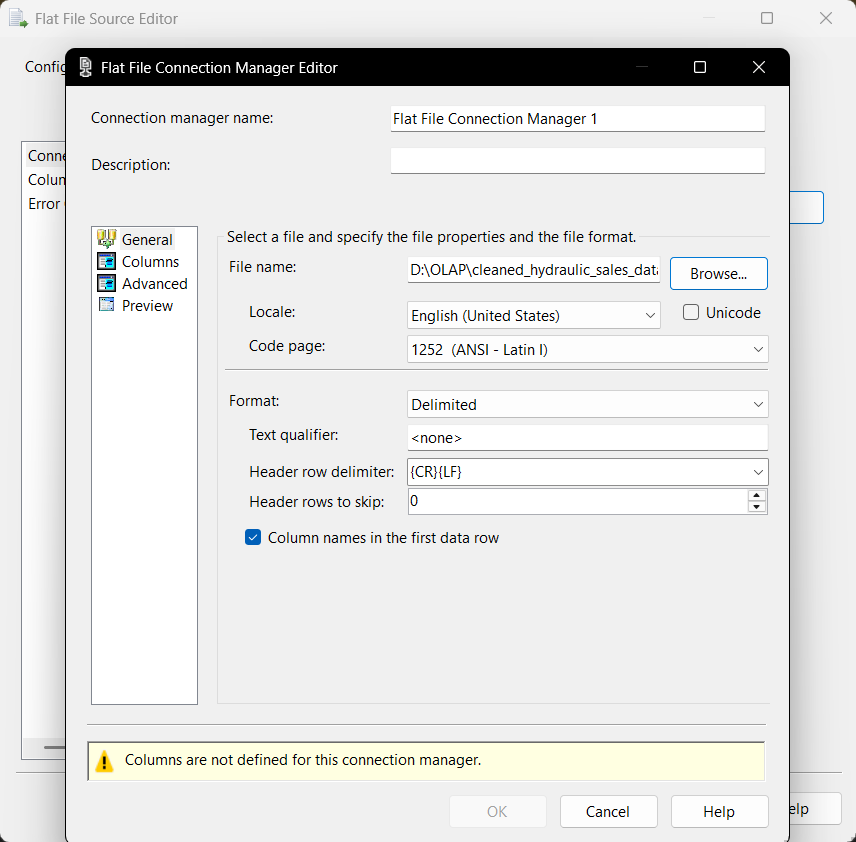 Flat File Source Editor
Config
Flat File Connection Manager Editor
Connection manager name:
Flat File Connection Manager 1
Description:
Conne
Colum
Error
General
Columns
Advanced
Preview
Select a file and specify the file properties and the file format.
File name:
D:\OLAP\cleaned_hydraulic_sales_data
Browse...
Locale:
English (United States)
Unicode
Code page:
1252 (ANSI - Latin I)
Format:
Delimited
Text qualifier:
<none>
Header row delimiter:
{CR}{LF}
Header rows to skip:
0
Column names in the first data row
Columns are not defined for this connection manager.
OK
Cancel
Help
elp